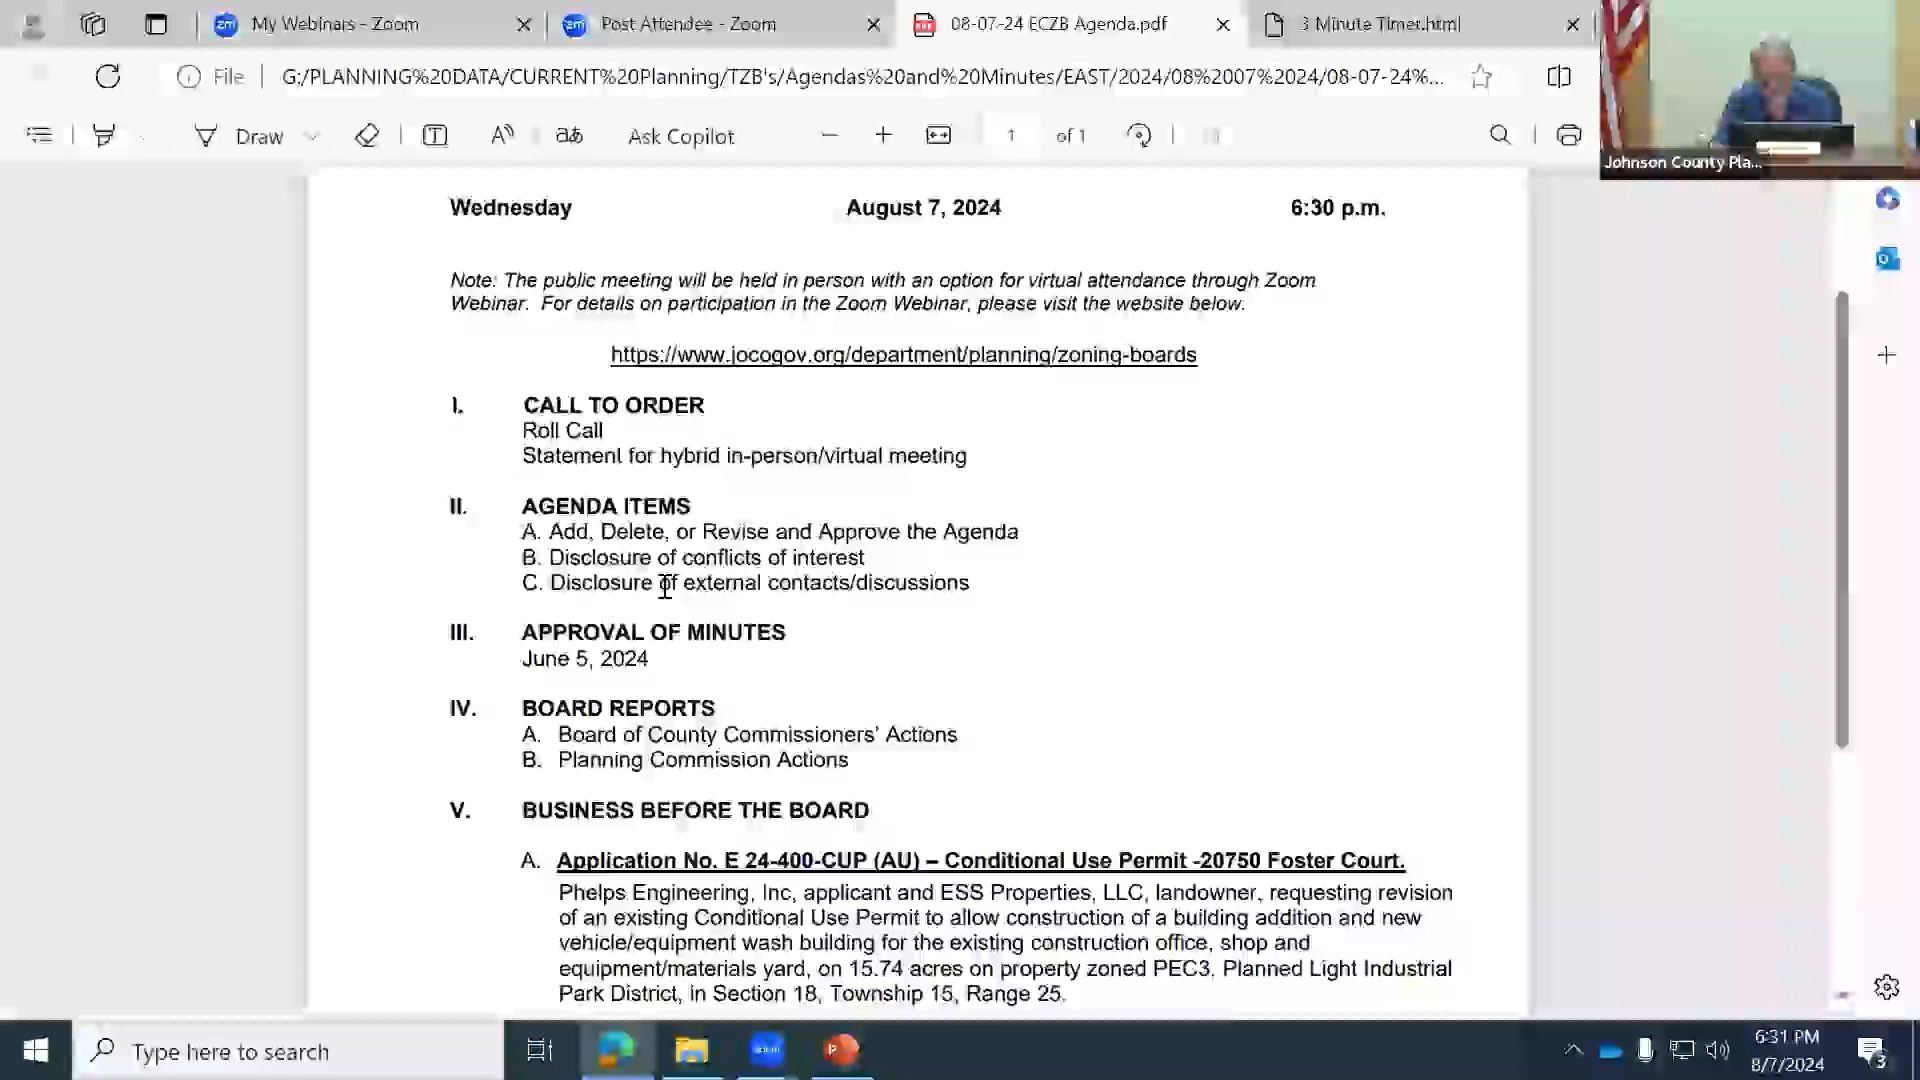 My Webinars - Zoom
Post Attendee - Zoom
08-07-24 ECZB Agenda.pdf
3 Minute Timer.html
File
G:/PLANNING%20DATA/CURRENT%20Planning/TZB's/Agendas%20and%20Minutes/EAST/2024/08%2007%2024/08-07-24%...
Draw
Ask Copilot
1 of 1
Johnson County Pla...
Wednesday August 7, 2024 6:30 p.m.
Note: The public meeting will be held in person with an option for virtual attendance through Zoom
Webinar. For details on participation in the Zoom Webinar, please visit the website below.
https://www.jocogov.org/department/planning/zoning-boards
I. CALL TO ORDER
Roll Call
Statement for hybrid in-person/virtual meeting
II. AGENDA ITEMS
A. Add, Delete, or Revise and Approve the Agenda
B. Disclosure of conflicts of interest
C. Disclosure of external contacts/discussions
III. APPROVAL OF MINUTES
June 5, 2024
IV. BOARD REPORTS
A. Board of County Commissioners' Actions
B. Planning Commission Actions
V. BUSINESS BEFORE THE BOARD
A. Application No. E 24-400-CUP (AU) – Conditional Use Permit -20750 Foster Court.
Phelps Engineering, Inc, applicant and ESS Properties, LLC, landowner, requesting revision
of an existing Conditional Use Permit to allow construction of a building addition and new
vehicle/equipment wash building for the existing construction office, shop and
equipment/materials yard, on 15.74 acres on property zoned PEC3, Planned Light Industrial
Park District, in Section 18, Township 15, Range 25.
Type here to search
6:31 PM
8/7/2024
3